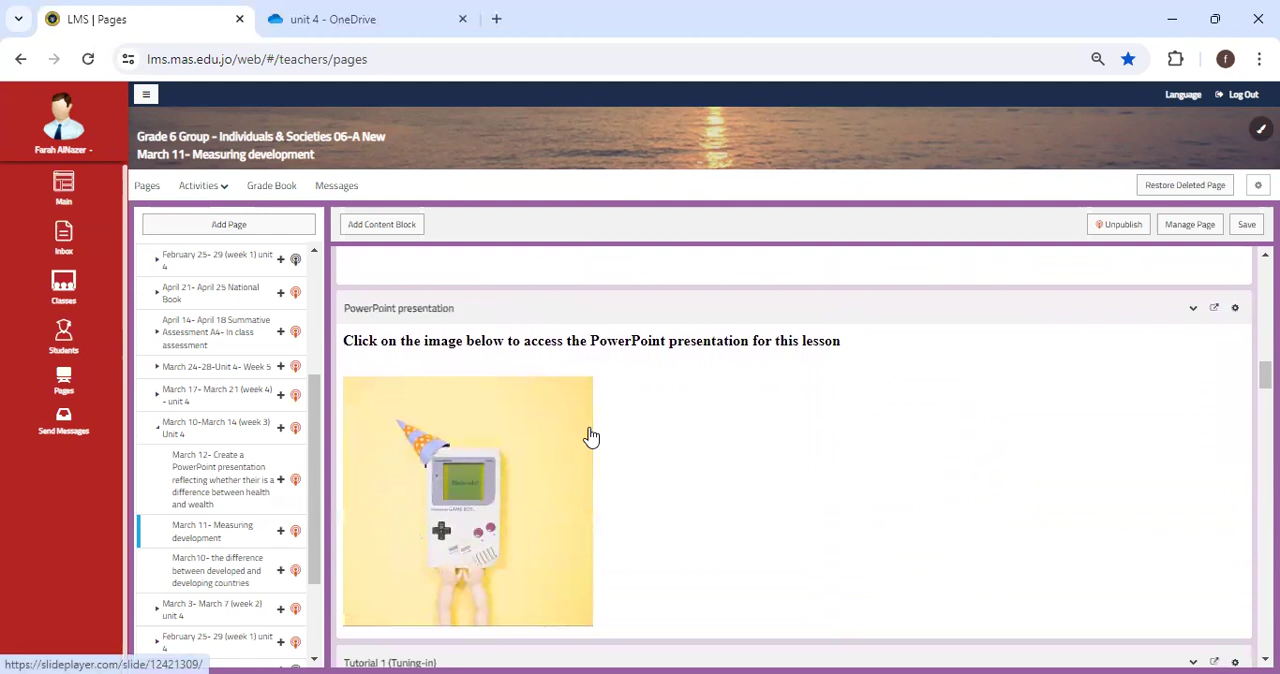 LMS | Pages
unit 4 - OneDrive
lms.mas.edu.jo/web/#/teachers/pages
f
Language
Log Out
Farah AlNazer
Grade 6 Group - Individuals & Societies 06-A New
March 11- Measuring development
Main
Inbox
Classes
Students
Pages
Send Messages
Pages
Activities
Grade Book
Messages
Restore Deleted Page
Add Page
February 25- 29 (week 1) unit
4
April 21- April 25 National
Book
April 14- April 18 Summative
Assessment A4- In class
assessment
March 24-28-Unit 4- Week 5
March 17- March 21 (week 4)
- unit 4
March 10-March 14 (week 3)
Unit 4
March 12- Create a
PowerPoint presentation
reflecting whether their is a
difference between health
and wealth
March 11- Measuring
development
March10- the difference
between developed and
developing countries
March 3- March 7 (week 2)
unit 4
February 25- 29 (week 1) unit
4
Add Content Block
Unpublish
Manage Page
Save
PowerPoint presentation
Click on the image below to access the PowerPoint presentation for this lesson
Nintendo
GAME BOY
Tutorial 1 (Tuning-in)
https://slideplayer.com/slide/12421309/